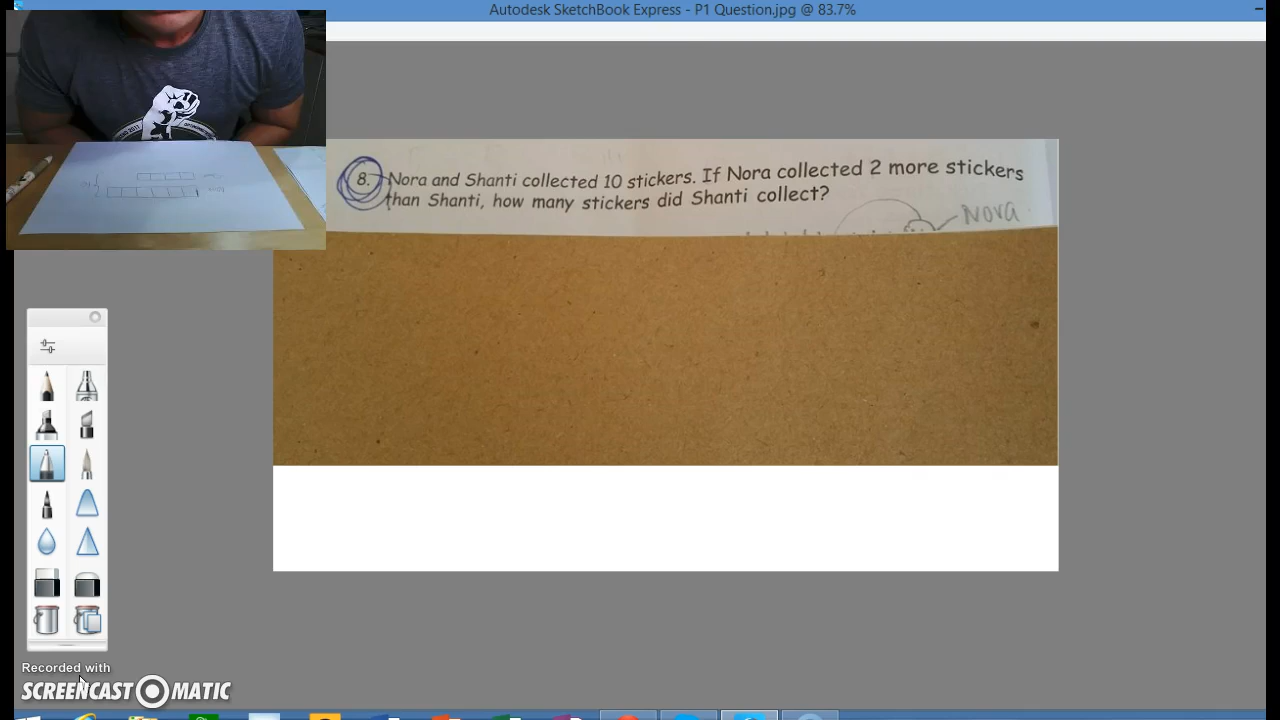 Autodesk SketchBook Express - P1 Question.jpg @ 83.7%
8. Nora and Shanti collected 10 stickers. If Nora collected 2 more stickers
than Shanti, how many stickers did Shanti collect?
Nora
Recorded with
SCREENCAST MATIC